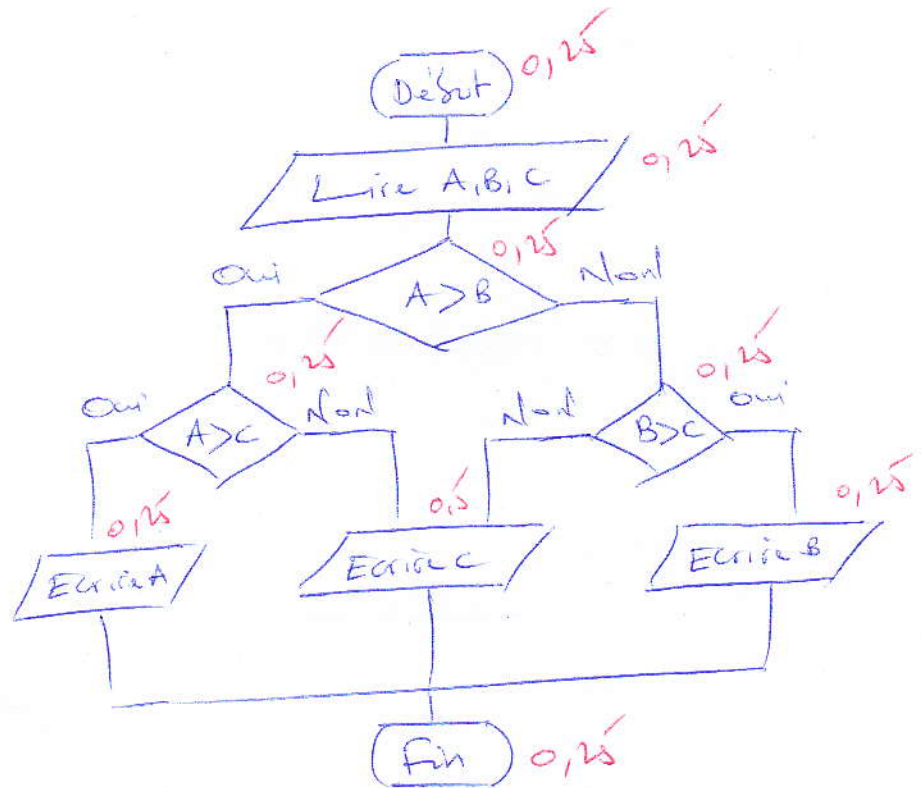 Début 0,25
Lire A,B,C 0,25
0,25
Oui A>B Non
0,25 0,25
Oui A>C Non Non B>C Oui
0,25 0,5 0,25
Ecrire A Ecrire C Ecrire B
Fin 0,25